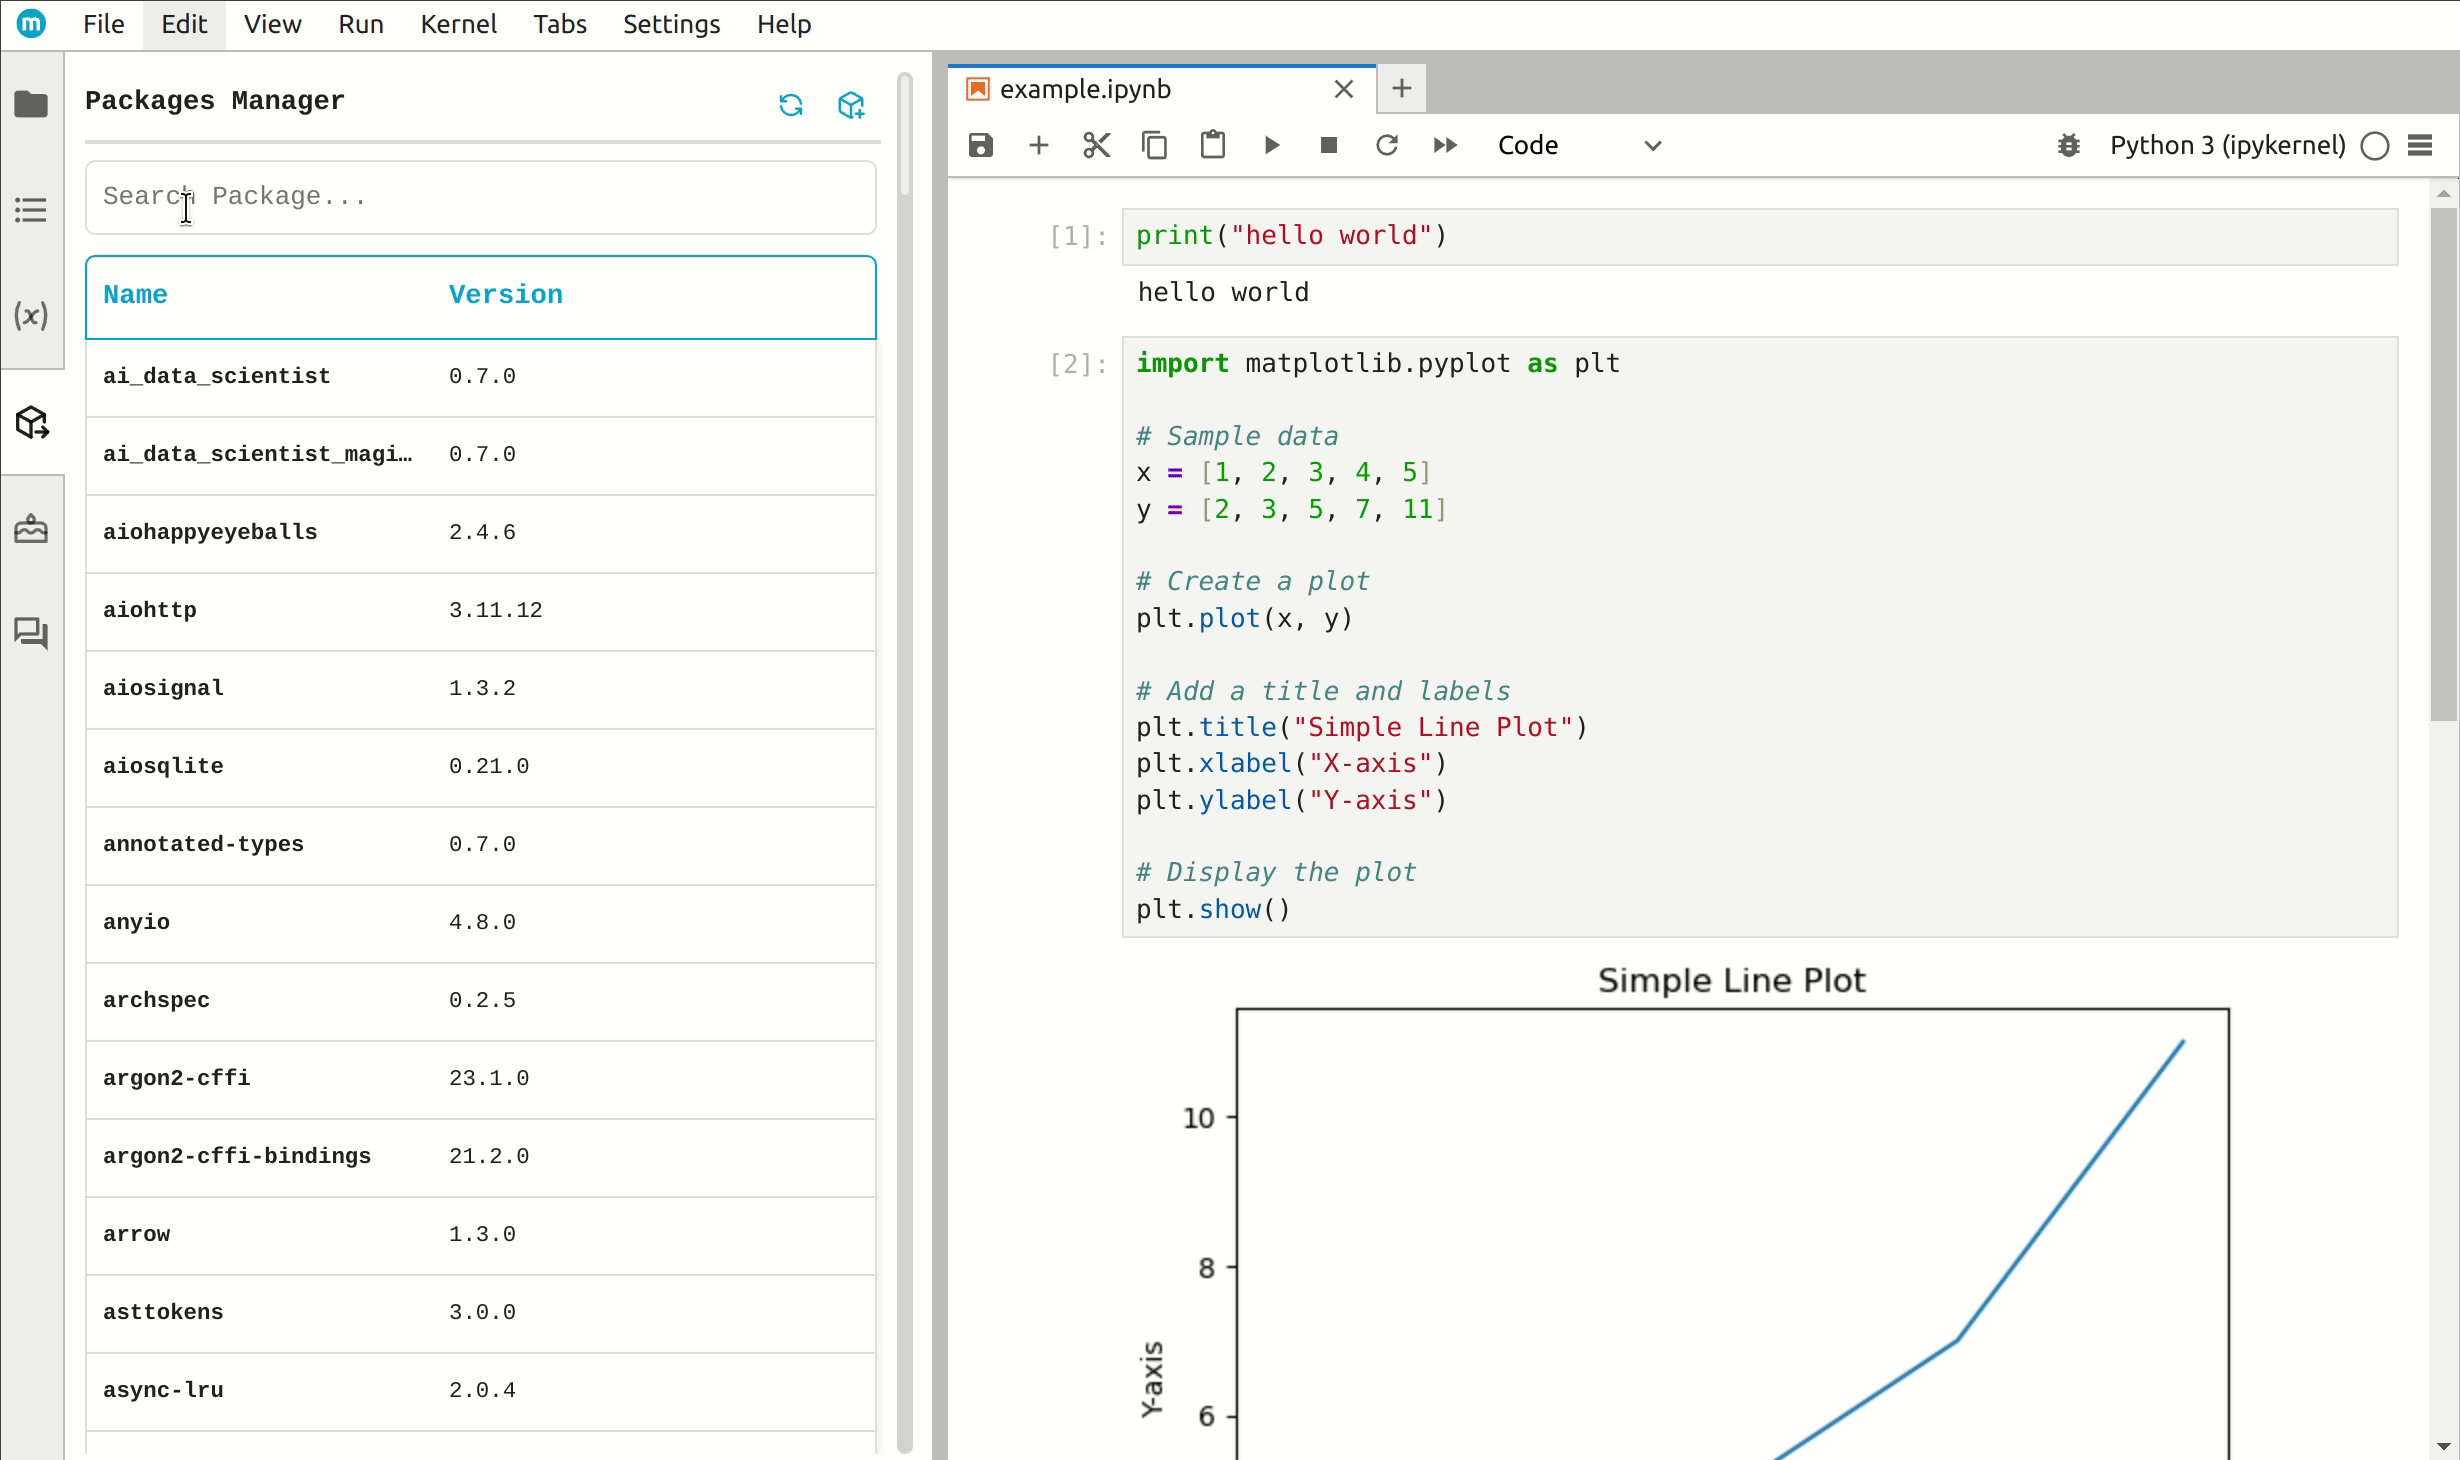 m File Edit View Run Kernel Tabs Settings Help
Packages Manager
Search Package...
Name Version
ai_data_scientist 0.7.0
ai_data_scientist_magi… 0.7.0
aiohappyeyeballs 2.4.6
aiohttp 3.11.12
aiosignal 1.3.2
aiosqlite 0.21.0
annotated-types 0.7.0
anyio 4.8.0
archspec 0.2.5
argon2-cffi 23.1.0
argon2-cffi-bindings 21.2.0
arrow 1.3.0
asttokens 3.0.0
async-lru 2.0.4
example.ipynb
Code
Python 3 (ipykernel)
[1]: print("hello world")
hello world
[2]: import matplotlib.pyplot as plt
# Sample data
x = [1, 2, 3, 4, 5]
y = [2, 3, 5, 7, 11]
# Create a plot
plt.plot(x, y)
# Add a title and labels
plt.title("Simple Line Plot")
plt.xlabel("X-axis")
plt.ylabel("Y-axis")
# Display the plot
plt.show()
Simple Line Plot
10
8
6
Y-axis
(x)